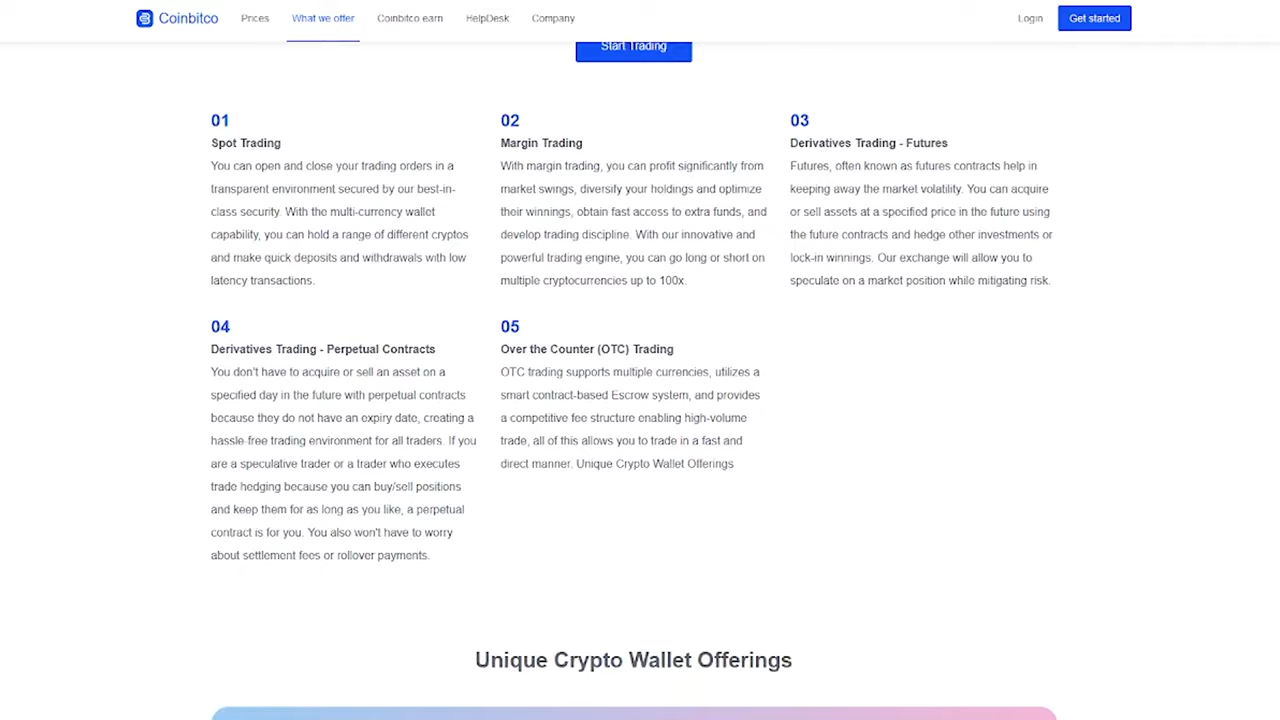 Coinbitco
Prices
What we offer
Coinbitco earn
HelpDesk
Company
Login
Get started
Start Trading
01
Spot Trading
You can open and close your trading orders in a
transparent environment secured by our best-in-
class security. With the multi-currency wallet
capability, you can hold a range of different cryptos
and make quick deposits and withdrawals with low
latency transactions.
02
Margin Trading
With margin trading, you can profit significantly from
market swings, diversify your holdings and optimize
their winnings, obtain fast access to extra funds, and
develop trading discipline. With our innovative and
powerful trading engine, you can go long or short on
multiple cryptocurrencies up to 100x.
03
Derivatives Trading - Futures
Futures, often known as futures contracts help in
keeping away the market volatility. You can acquire
or sell assets at a specified price in the future using
the future contracts and hedge other investments or
lock-in winnings. Our exchange will allow you to
speculate on a market position while mitigating risk.
04
Derivatives Trading - Perpetual Contracts
You don't have to acquire or sell an asset on a
specified day in the future with perpetual contracts
because they do not have an expiry date, creating a
hassle-free trading environment for all traders. If you
are a speculative trader or a trader who executes
trade hedging because you can buy/sell positions
and keep them for as long as you like, a perpetual
contract is for you. You also won't have to worry
about settlement fees or rollover payments.
05
Over the Counter (OTC) Trading
OTC trading supports multiple currencies, utilizes a
smart contract-based Escrow system, and provides
a competitive fee structure enabling high-volume
trade, all of this allows you to trade in a fast and
direct manner. Unique Crypto Wallet Offerings
Unique Crypto Wallet Offerings